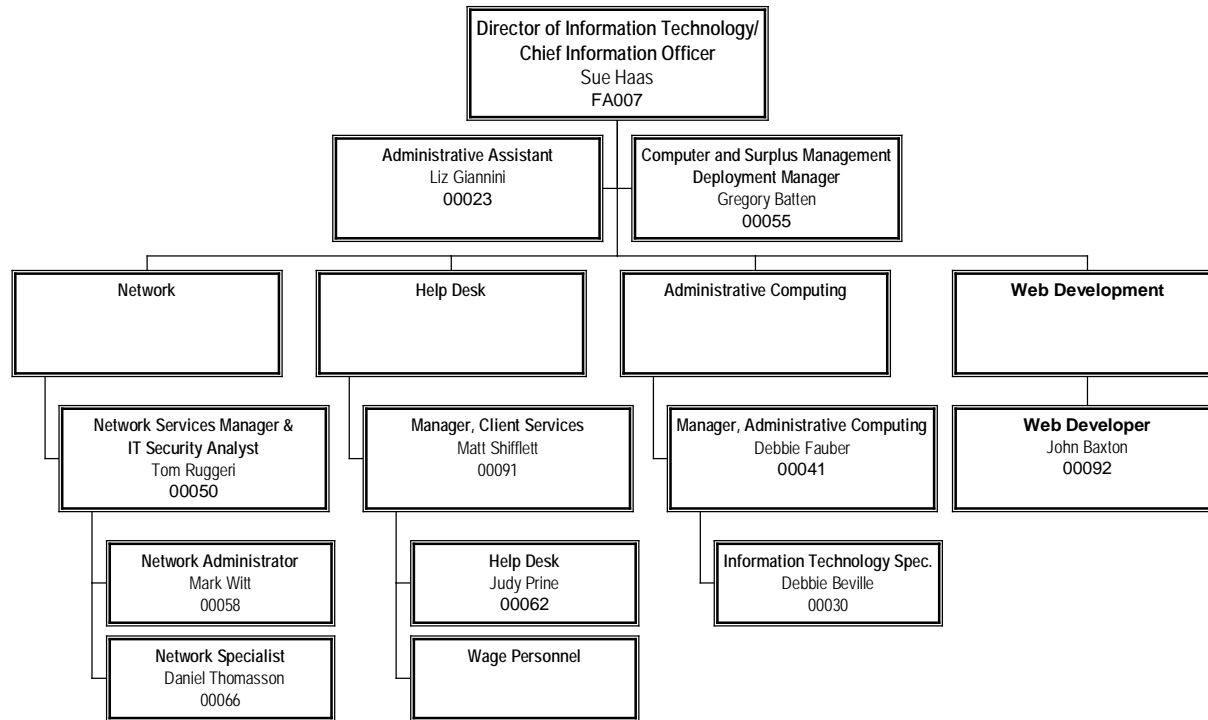 Director of Information Technology/
Chief Information Officer
Sue Haas
FA007
Administrative Assistant
Liz Giannini
00023
Computer and Surplus Management
Deployment Manager
Gregory Batten
00055
Network
Help Desk
Administrative Computing
Web Development
Network Services Manager &
IT Security Analyst
Tom Ruggeri
00050
Manager, Client Services
Matt Shifflett
00091
Manager, Administrative Computing
Debbie Fauber
00041
Web Developer
John Baxton
00092
Network Administrator
Mark Witt
00058
Help Desk
Judy Prine
00062
Information Technology Spec.
Debbie Beville
00030
Network Specialist
Daniel Thomasson
00066
Wage Personnel